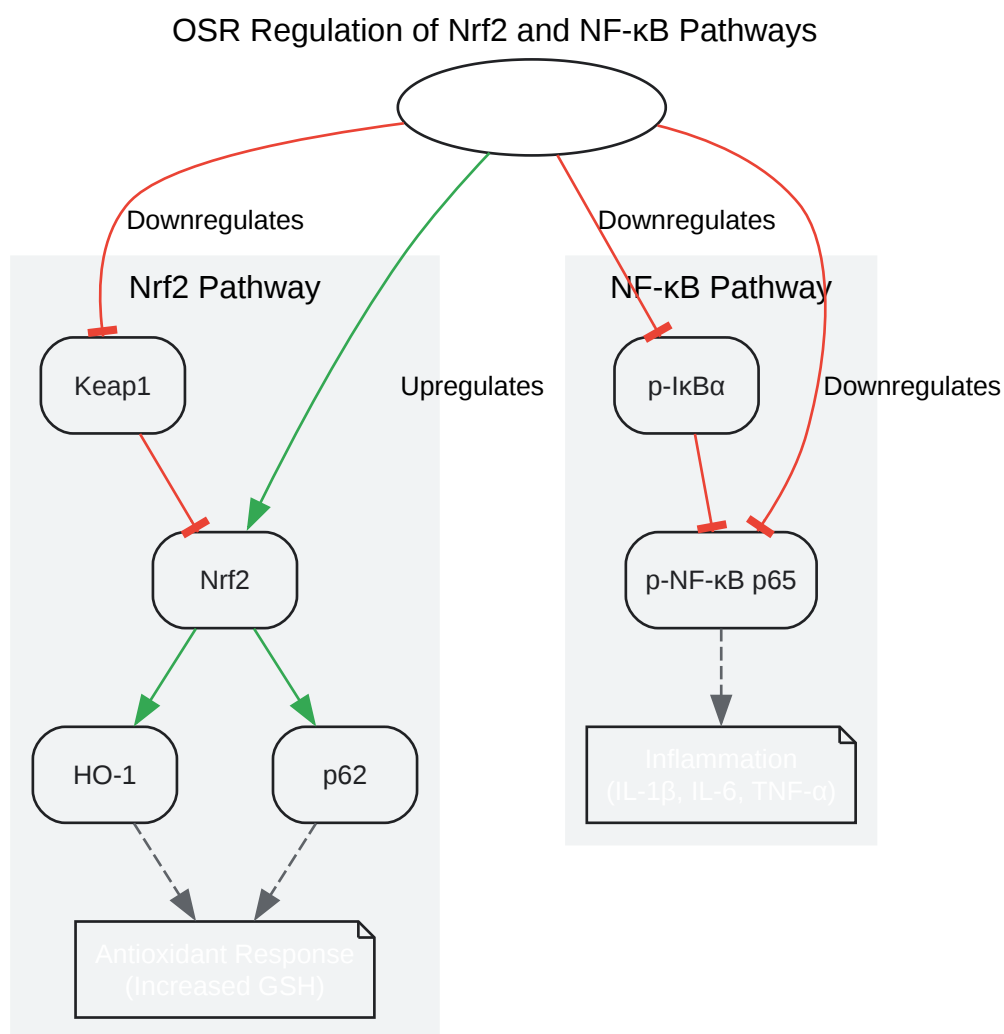 OSR Regulation of Nrf2 and NF-κB Pathways
Downregulates
Downregulates
Nrf2 Pathway
NF-κB Pathway
Keap1
Upregulates
p-IκBα
Downregulates
Nrf2
p-NF-κB p65
HO-1
p62
Inflammation
(IL-1β, IL-6, TNF-α)
Antioxidant Response
(Increased GSH)